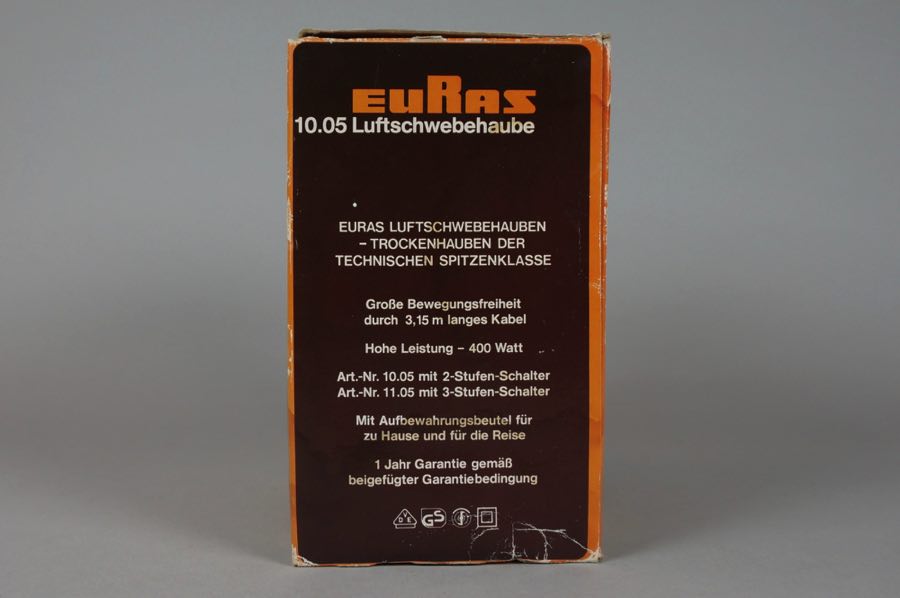 EURAS
10.05 Luftschwebehaube
EURAS LUFTSCHWEBEHAUBEN
– TROCKENHAUBEN DER
TECHNISCHEN SPITZENKLASSE
Große Bewegungsfreiheit
durch 3,15 m langes Kabel
Hohe Leistung – 400 Watt
Art.-Nr. 10.05 mit 2-Stufen-Schalter
Art.-Nr. 11.05 mit 3-Stufen-Schalter
Mit Aufbewahrungsbeutel für
zu Hause und für die Reise
1 Jahr Garantie gemäß
beigefügter Garantiebedingung
VDE GS